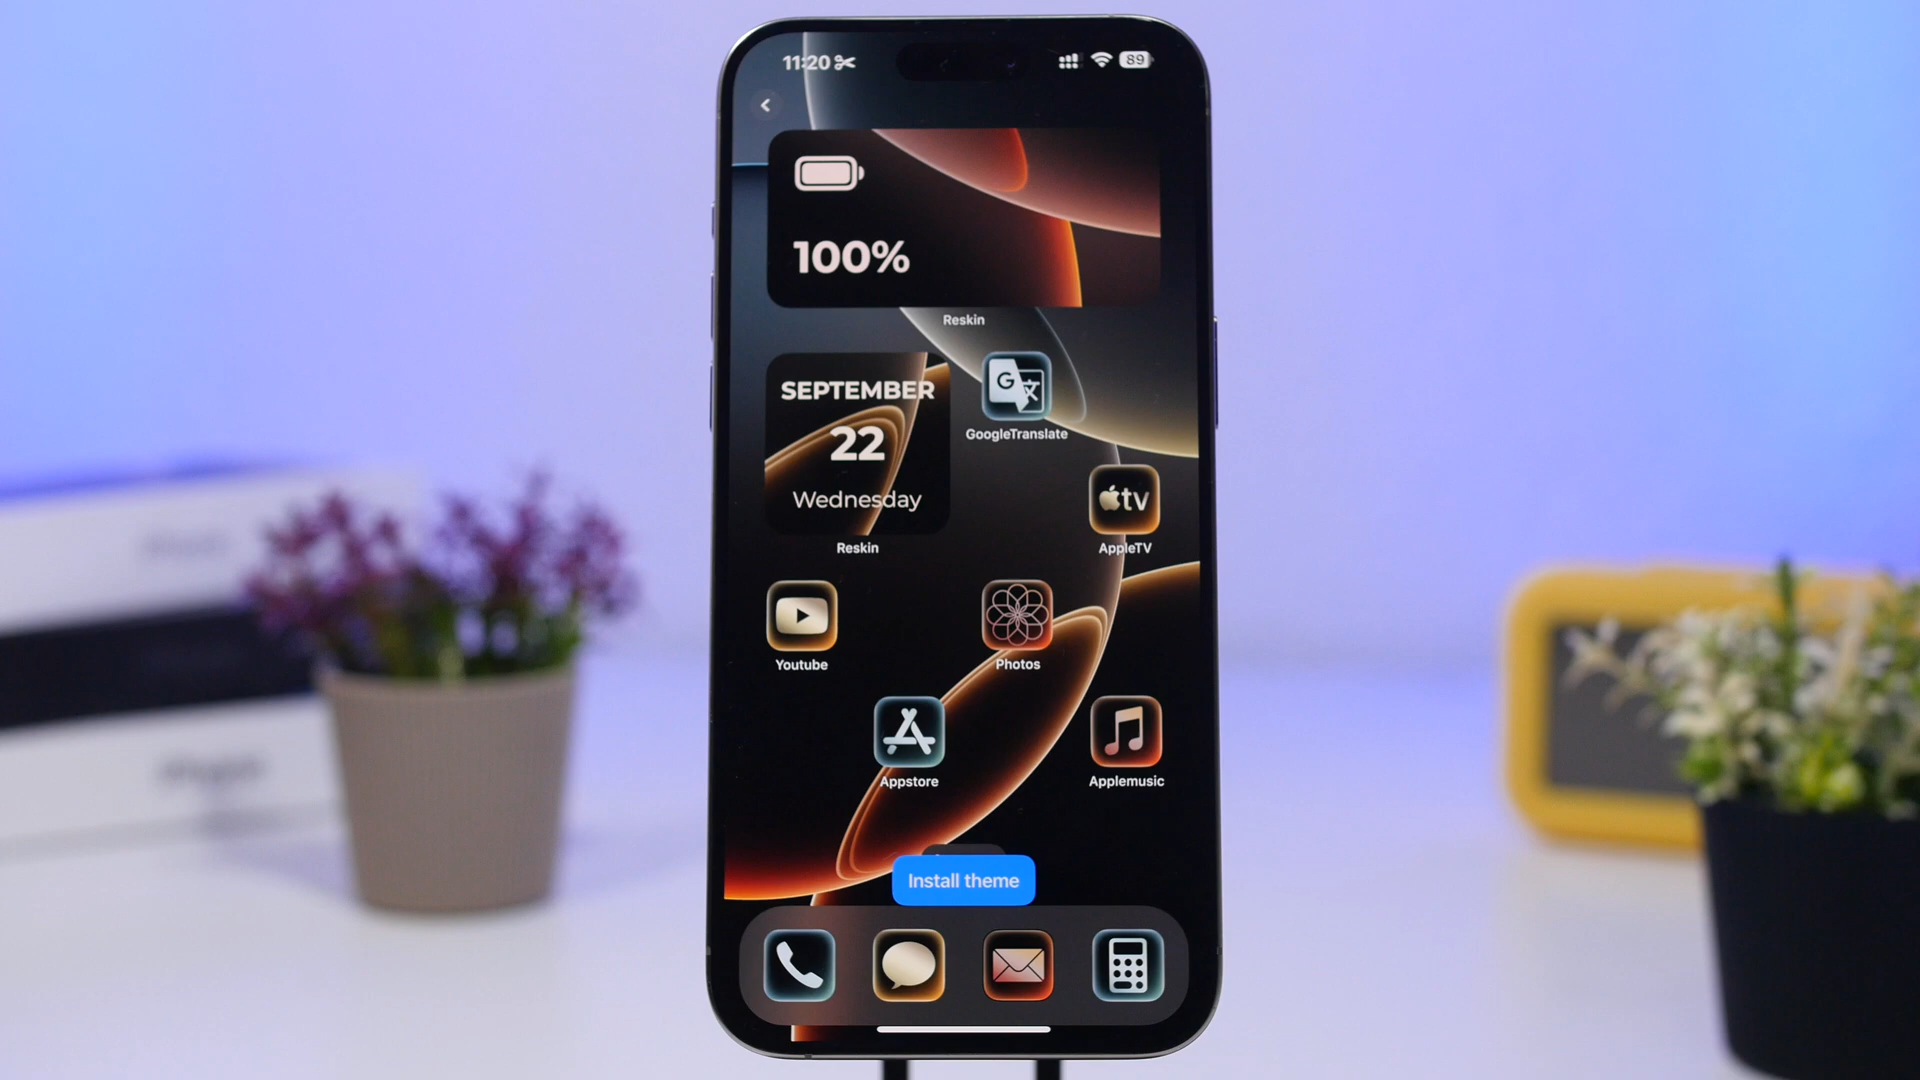 11:20
89
100%
Reskin
SEPTEMBER
22
Wednesday
Reskin
G
GoogleTranslate
tv
AppleTV
Youtube
Photos
Appstore
Applemusic
Install theme